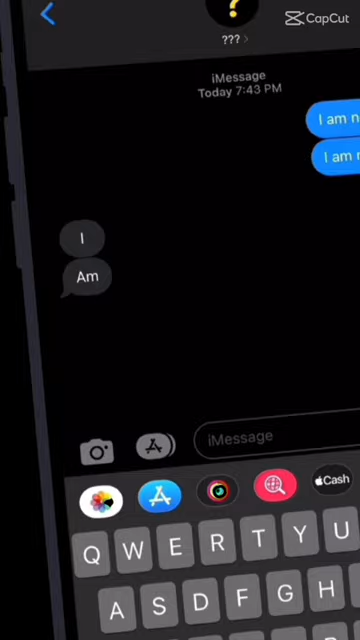 CapCut
??? >
iMessage
Today 7:43 PM
I am n
I am
I
Am
iMessage
Cash
Q W E R T Y U
A S D F G H